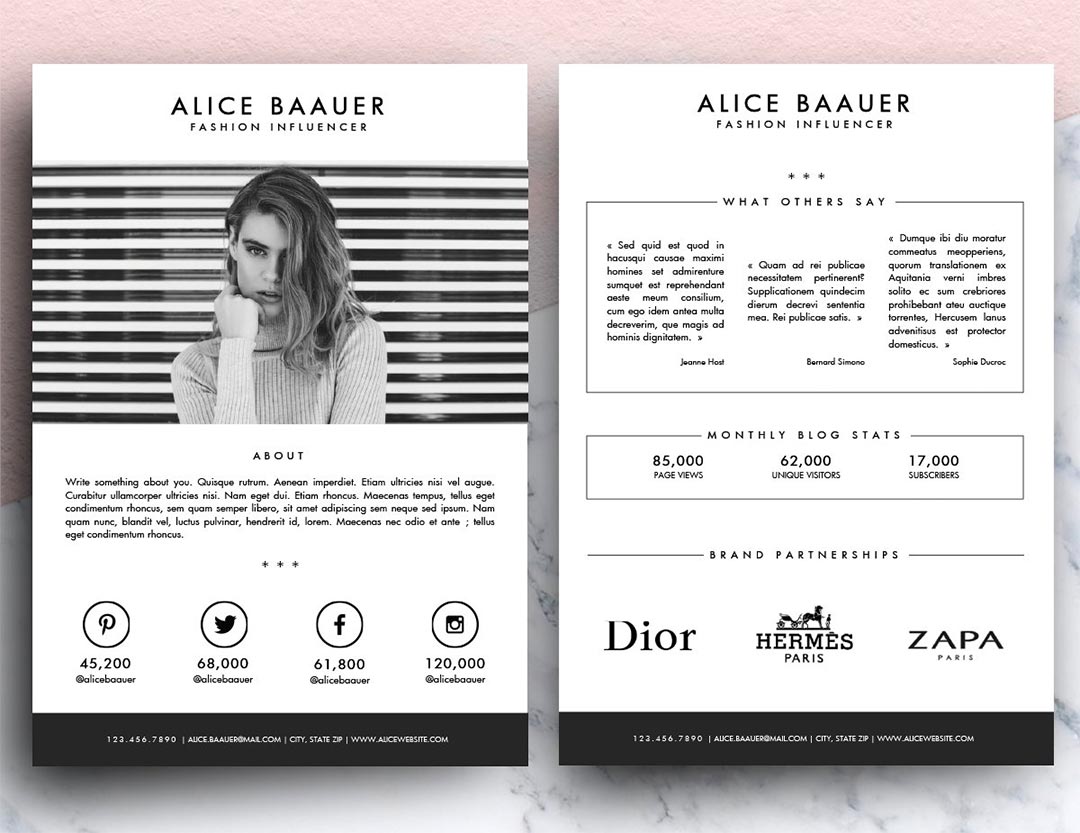 ALICE BAAUER
FASHION INFLUENCER
ABOUT
Write something about you. Quisque rutrum. Aenean imperdiet. Etiam ultricies nisi vel augue.
Curabitur ullamcorper ultricies nisi. Nam eget dui. Etiam rhoncus. Maecenas tempus, tellus eget
condimentum rhoncus, sem quam semper libero, sit amet adipiscing sem neque sed ipsum. Nam
quam nunc, blandit vel, luctus pulvinar, hendrerit id, lorem. Maecenas nec odio et ante ; tellus
eget condimentum rhoncus.
* * *
45,200 68,000 61,800 120,000
@alicebaauer @alicebaauer @alicebaauer @alicebaauer
123.456.7890 | ALICE.BAAUER@MAIL.COM | CITY, STATE ZIP | WWW.ALICEWEBSITE.COM
ALICE BAAUER
FASHION INFLUENCER
* * *
WHAT OTHERS SAY
« Sed quid est quod in
hacusqui causae maximi
homines set admirenture
sumquet est reprehendant
aeste meum consilium,
cum ego idem antea multa
decreverim, que magis ad
hominis dignitatem. »
Jeanne Host
« Quam ad rei publicae
necessitatem pertinerent?
Supplicationem quindecim
dierum decrevi sententia
mea. Rei publicae satis. »
Bernard Simono
« Dumque ibi diu moratur
commeatus meopperiens,
quorum translationem ex
Aquitania verni imbres
solito ec sum crebriores
prohibebant ateu auctique
torrentes, Hercusem lanus
advenitisus est protector
domesticus. »
Sophie Ducroc
MONTHLY BLOG STATS
85,000 62,000 17,000
PAGE VIEWS UNIQUE VISITORS SUBSCRIBERS
BRAND PARTNERSHIPS
Dior
HERMÈS
PARIS
ZAPA
PARIS
123.456.7890 | ALICE.BAAUER@MAIL.COM | CITY, STATE ZIP | WWW.ALICEWEBSITE.COM